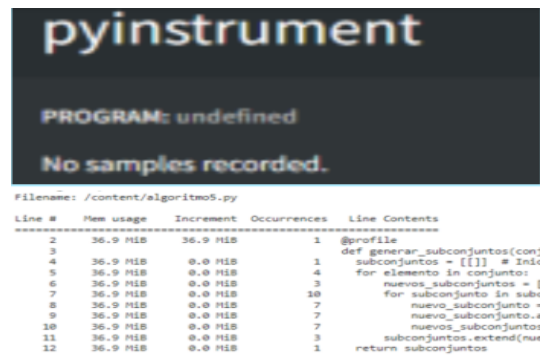 pyinstrument
PROGRAM: undefined
No samples recorded.
Filename: /content/algoritmo5.py
Line # Mem usage Increment Occurrences Line Contents
================================================
2 36.9 MiB 36.9 MiB 1 @profile
3 def generar_subconjuntos(conj
4 36.9 MiB 0.0 MiB 1 subconjuntos = [[]] # Inic
5 36.9 MiB 0.0 MiB 4 for elemento in conjunto:
6 36.9 MiB 0.0 MiB 3 nuevos_subconjuntos = [
7 36.9 MiB 0.0 MiB 10 for subconjunto in subc
8 36.9 MiB 0.0 MiB 7 nuevo_subconjunto =
9 36.9 MiB 0.0 MiB 7 nuevo_subconjunto.a
10 36.9 MiB 0.0 MiB 7 nuevos_subconjuntos
11 36.9 MiB 0.0 MiB 3 subconjuntos.extend(nue
12 36.9 MiB 0.0 MiB 1 return subconjuntos